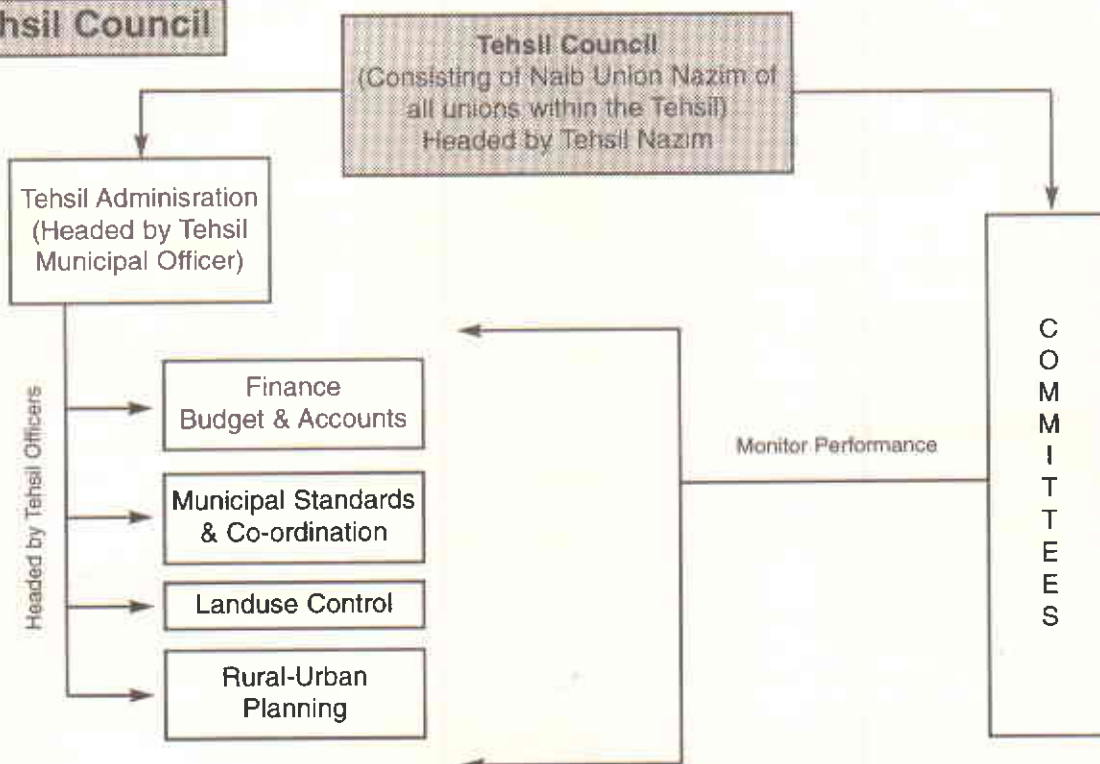 hsil Council
Tehsil Council
(Consisting of Naib Union Nazim of
all unions within the Tehsil)
Headed by Tehsil Nazim
Tehsil Adminisration
(Headed by Tehsil
Municipal Officer)
Headed by Tehsil Officers
Finance
Budget & Accounts
Municipal Standards
& Co-ordination
Landuse Control
Rural-Urban
Planning
Monitor Performance
C
O
M
M
I
T
T
E
E
S